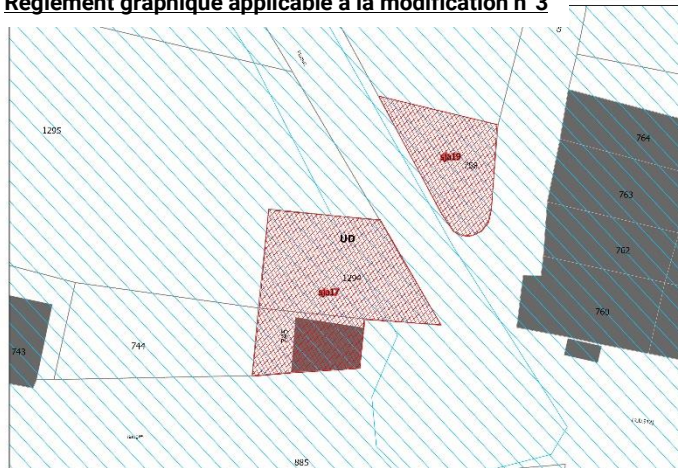 Règlement graphique applicable à la modification n°3
1295
764
sja19
763
UD
762
1294
sja17
760
745
744
743
885